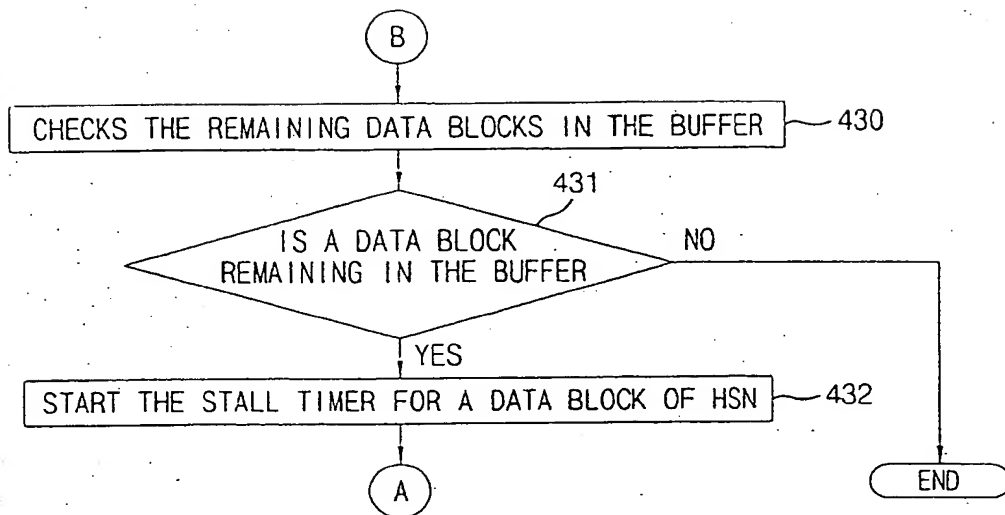 B
CHECKS THE REMAINING DATA BLOCKS IN THE BUFFER
430
431
IS A DATA BLOCK
REMAINING IN THE BUFFER
NO
YES
START THE STALL TIMER FOR A DATA BLOCK OF HSN
432
A
END